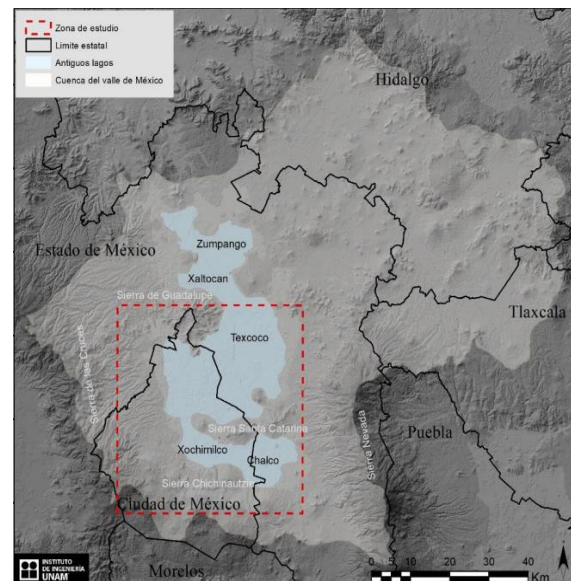 Zona de estudio
Limite estatal
Antiguos lagos
Cuenca del valle de México
Hidalgo
Estado de México
Zumpango
Xaltocan
Sierra de Guadalupe
Tlaxcala
Texcoco
Sierra de las Cruces
Sierra Santa Catarina
Puebla
Xochimilco
Chalco
Sierra Nevada
Sierra Chichinautzin
Ciudad de México
INSTITUTO
DE INGENIERÍA
UNAM
Morelos
0 5 10 20 30 40
Km